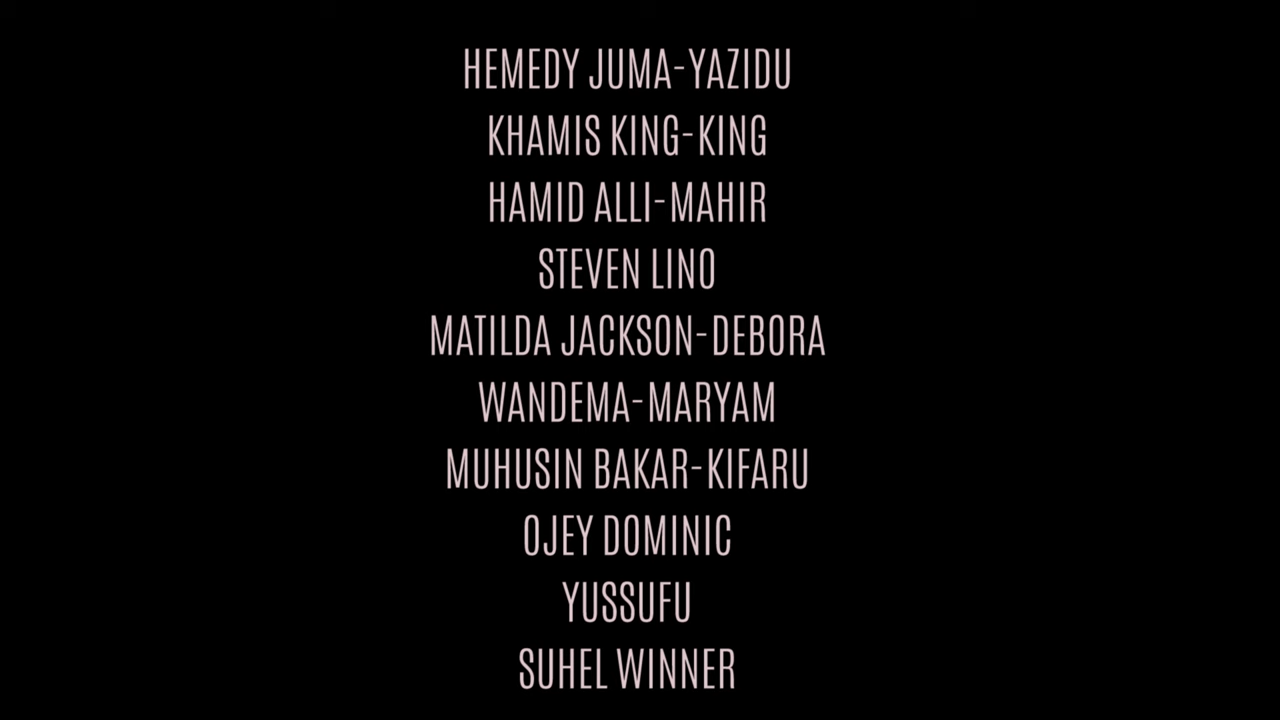 HEMEDY JUMA-YAZIDU
KHAMIS KING-KING
HAMID ALLI-MAHIR
STEVEN LINO
MATILDA JACKSON-DEBORA
WANDEMA-MARYAM
MUHUSIN BAKAR-KIFARU
OJEY DOMINIC
YUSSUFU
SUHEL WINNER